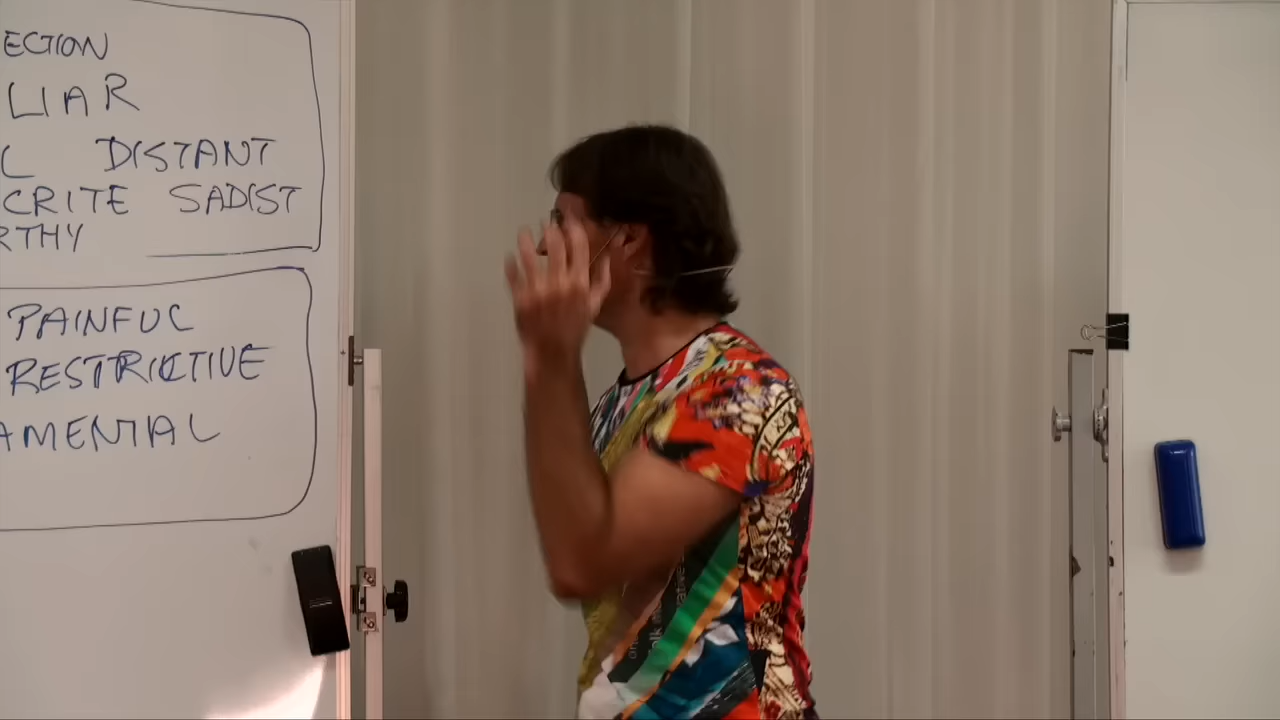 ECTION
LIAR
L DISTANT
CRITE SADIST
RTHY
PAINFUL
RESTRICTIVE
AMENTAL